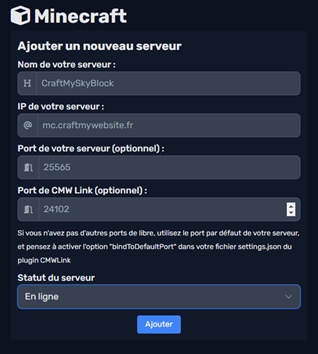 Minecraft
Ajouter un nouveau serveur
Nom de votre serveur :
CraftMySkyBlock
IP de votre serveur :
@ mc.craftmywebsite.fr
Port de votre serveur (optionnel) :
25565
Port de CMW Link (optionnel) :
24102
Si vous n'avez pas d'autres ports de libre, utilisez le port par défaut de votre serveur,
et pensez à activer l'option "bindToDefaultPort" dans votre fichier settings.json du
plugin CMWLink
Statut du serveur
En ligne
Ajouter